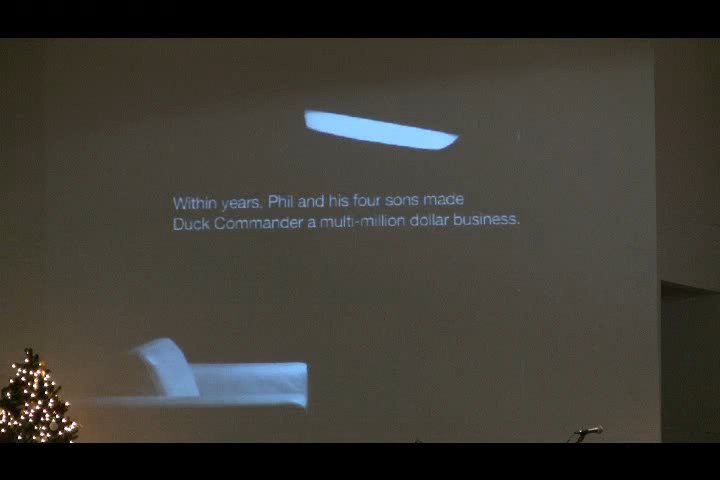 Within years, Phil and his four sons made
Duck Commander a multi-million dollar business.